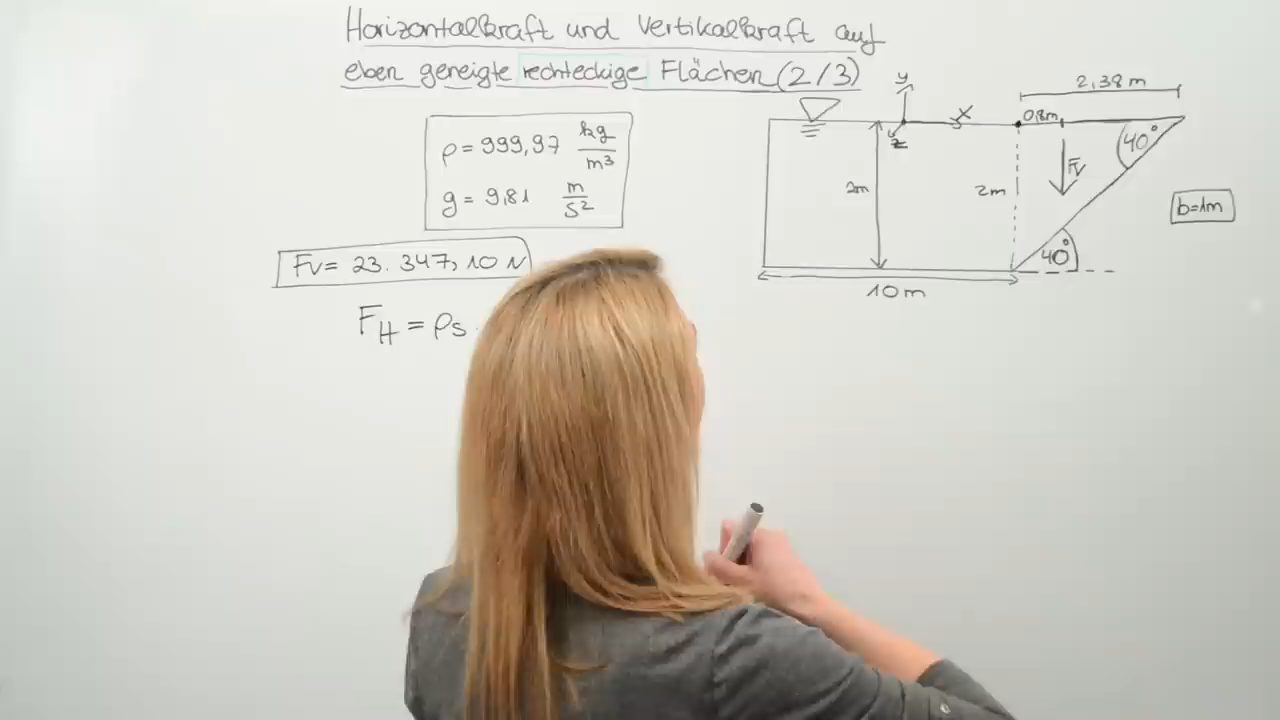 Horizontalkraft und Vertikalkraft auf
eben geneigte rechteckige Flächen (2/3)
ρ = 999,97 kg/m³
g = 9,81 m/s²
Fv = 23.347,10 N
F_H = ρs ·
y
x
z
2,38 m
0,8m
40°
Fv
2m
2m
40°
10 m
b=1m